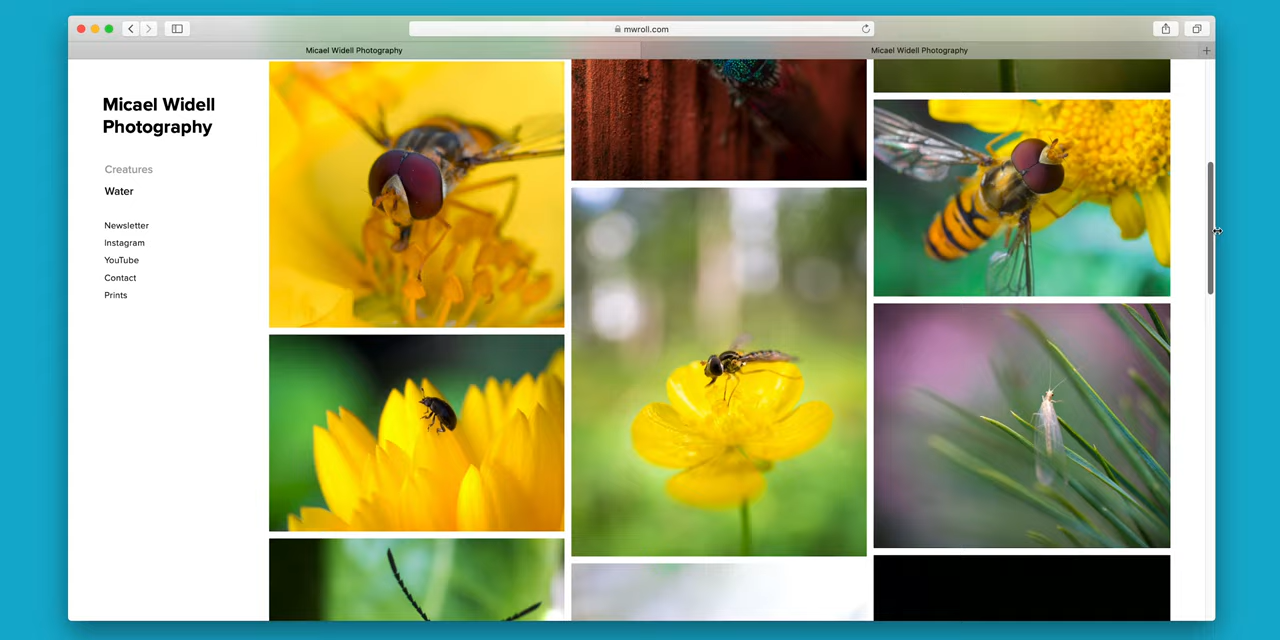 mwroll.com
Micael Widell Photography
Micael Widell Photography
Micael Widell
Photography
Creatures
Water
Newsletter
Instagram
YouTube
Contact
Prints